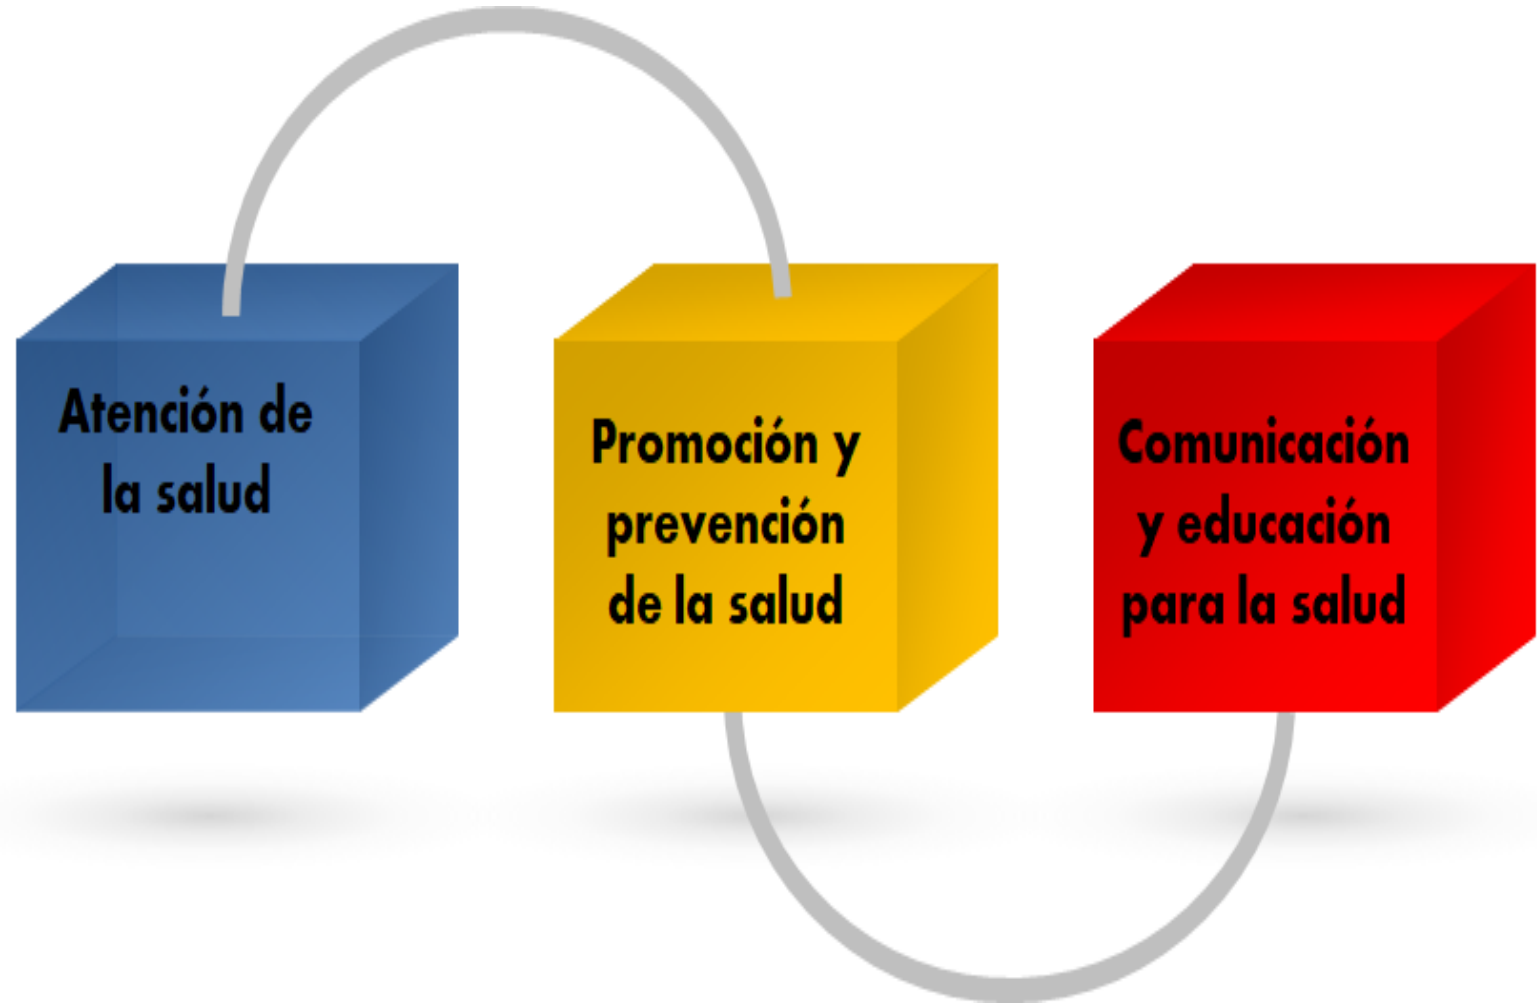 Atención de
la salud
Promoción y
prevención
de la salud
Comunicación
y educación
para la salud